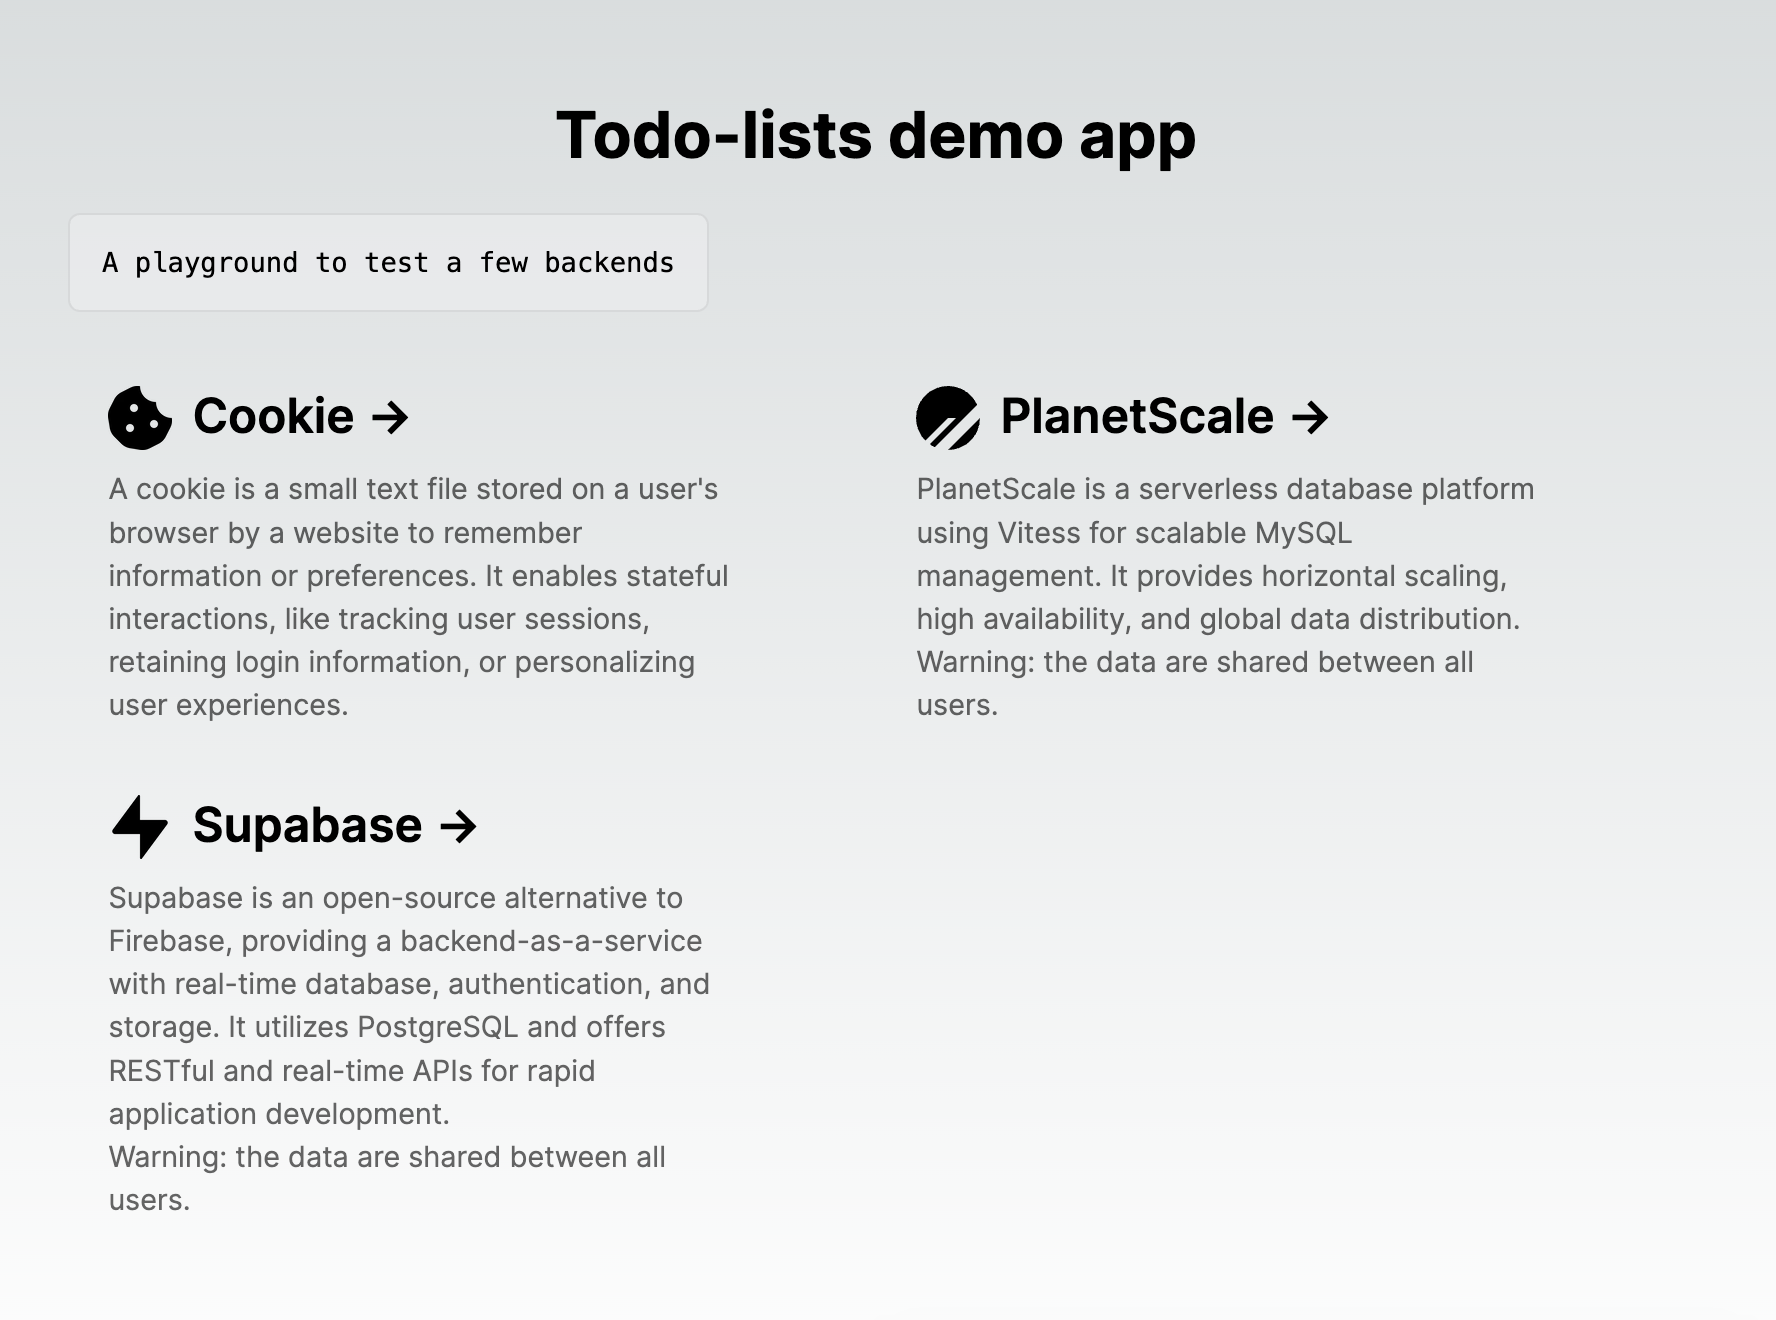 Todo-lists demo app
A playground to test a few backends
Cookie →
A cookie is a small text file stored on a user's
browser by a website to remember
information or preferences. It enables stateful
interactions, like tracking user sessions,
retaining login information, or personalizing
user experiences.
PlanetScale →
PlanetScale is a serverless database platform
using Vitess for scalable MySQL
management. It provides horizontal scaling,
high availability, and global data distribution.
Warning: the data are shared between all
users.
Supabase →
Supabase is an open-source alternative to
Firebase, providing a backend-as-a-service
with real-time database, authentication, and
storage. It utilizes PostgreSQL and offers
RESTful and real-time APIs for rapid
application development.
Warning: the data are shared between all
users.